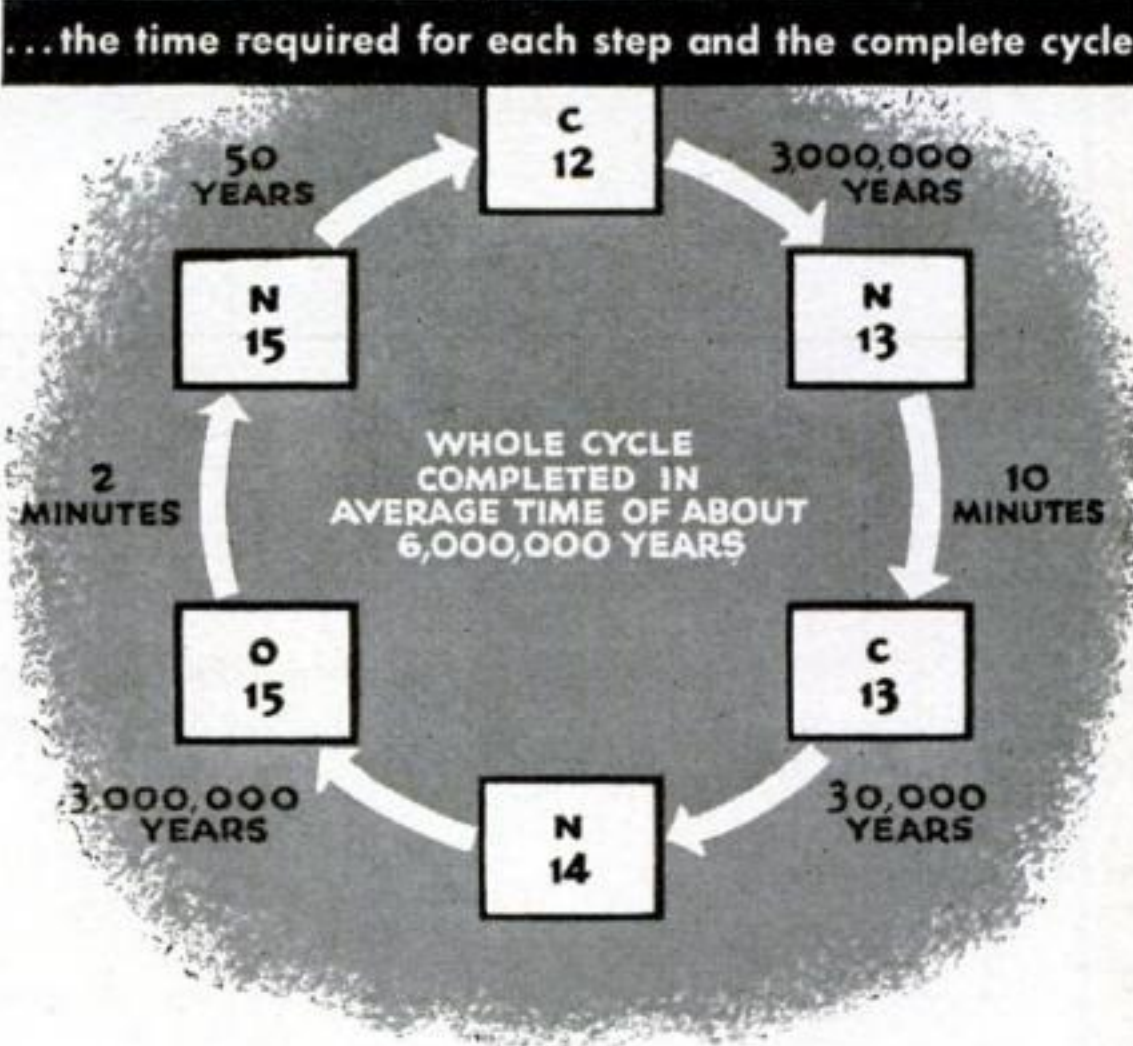 ...the time required for each step and the complete cycle
C
12
50
YEARS
3,000,000
YEARS
N
15
N
13
WHOLE CYCLE
COMPLETED IN
AVERAGE TIME OF ABOUT
6,000,000 YEARS
2
MINUTES
10
MINUTES
O
15
C
13
3,000,000
YEARS
N
14
30,000
YEARS